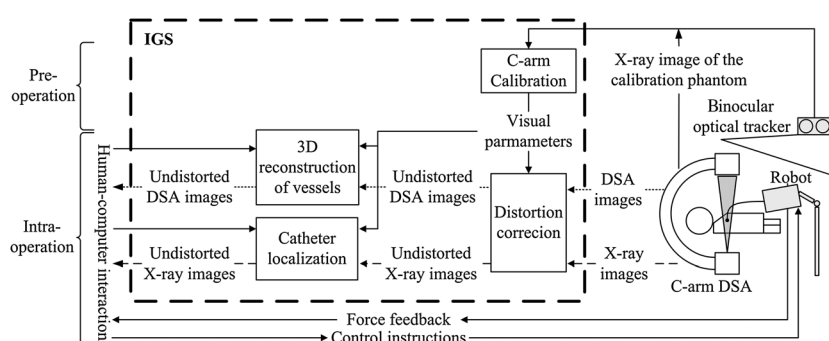 IGS
Pre-
operation
C-arm
Calibration
X-ray image of the
calibration phantom
Binocular
optical tracker
Visual
parmameters
Human-computer interaction
3D
reconstruction
of vessels
Undistorted
DSA images
Undistorted
DSA images
DSA
images
Robot
Intra-
operation
Distortion
correcion
Catheter
localization
Undistorted
X-ray images
Undistorted
X-ray images
X-ray
images
C-arm DSA
Force feedback
Control instructions